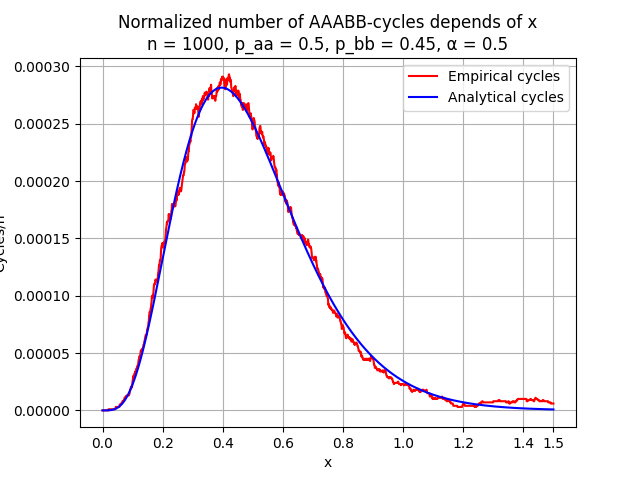 Normalized number of AAABB-cycles depends of x
n = 1000, p_aa = 0.5, p_bb = 0.45, α = 0.5
Empirical cycles
Analytical cycles
0.00030
0.00025
0.00020
0.00015
0.00010
0.00005
0.00000
0.0 0.2 0.4 0.6 0.8 1.0 1.2 1.4 1.5
x